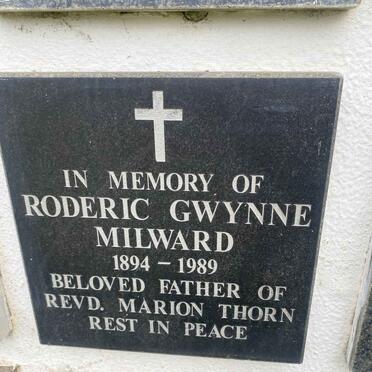 IN MEMORY OF
RODERIC GWYNNE
MILWARD
1894 – 1989
BELOVED FATHER OF
REVD. MARION THORN
REST IN PEACE